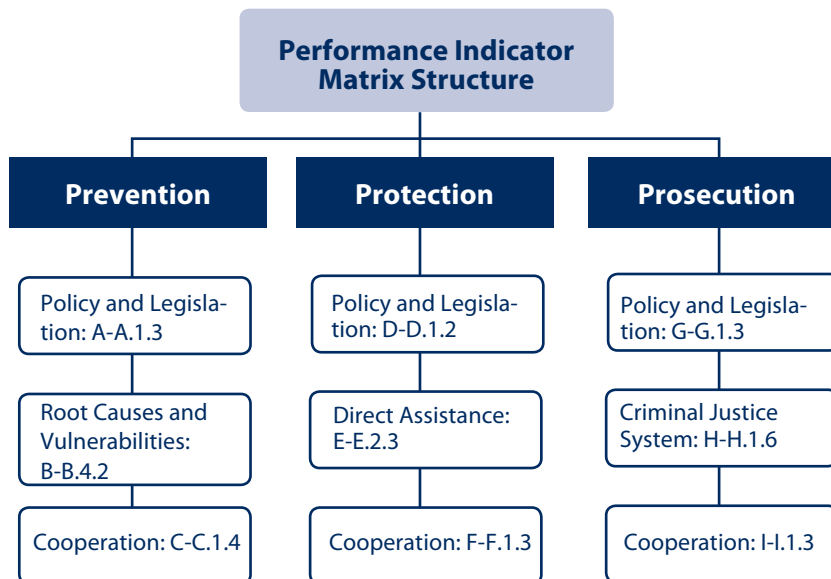 Performance Indicator
Matrix Structure
Prevention
Protection
Prosecution
Policy and Legisla-
tion: A-A.1.3
Policy and Legisla-
tion: D-D.1.2
Policy and Legisla-
tion: G-G.1.3
Root Causes and
Vulnerabilities:
B-B.4.2
Direct Assistance:
E-E.2.3
Criminal Justice
System: H-H.1.6
Cooperation: C-C.1.4
Cooperation: F-F.1.3
Cooperation: I-I.1.3